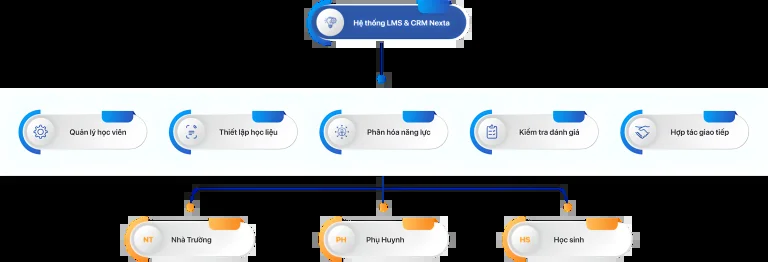 Hệ thống LMS & CRM Nexta
Quản lý học viên
Thiết lập học liệu
Phân hóa năng lực
Kiểm tra đánh giá
Hợp tác giao tiếp
NT Nhà Trường
PH Phụ Huynh
HS Học sinh